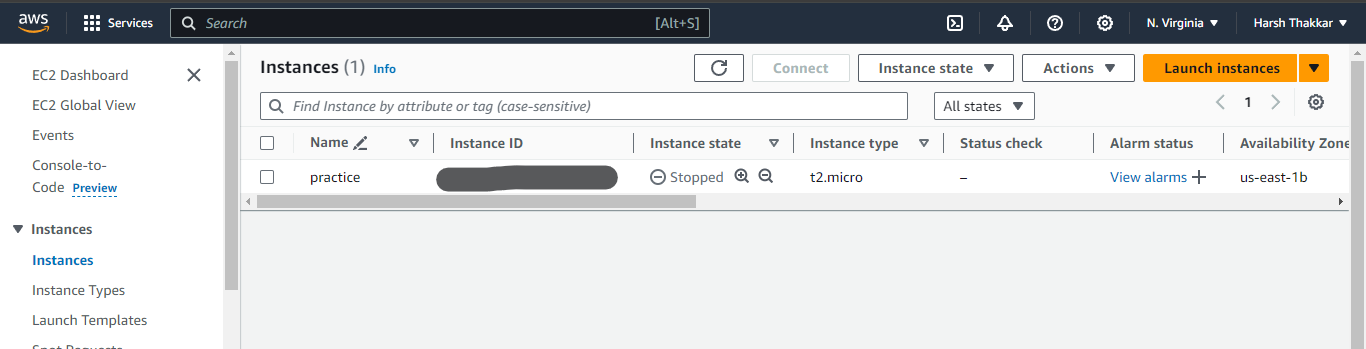 aws Services Search [Alt+S] N. Virginia Harsh Thakkar
EC2 Dashboard
EC2 Global View
Events
Console-to-
Code Preview
Instances
Instances
Instance Types
Launch Templates
Spot Requests
Instances (1) Info Connect Instance state Actions Launch instances
Find Instance by attribute or tag (case-sensitive) All states 1
Name Instance ID Instance state Instance type Status check Alarm status Availability Zone
practice Stopped t2.micro – View alarms + us-east-1b